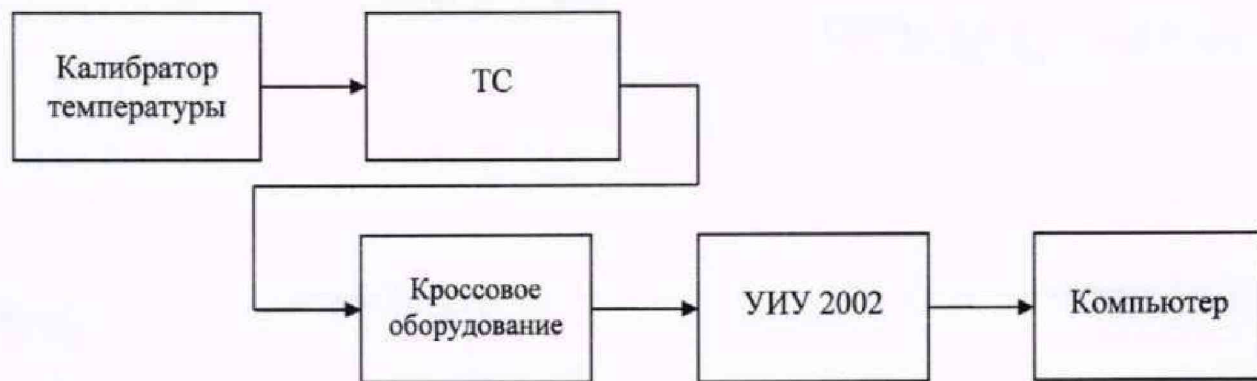 Калибратор
температуры
ТС
Кроссовое
оборудование
УИУ 2002
Компьютер